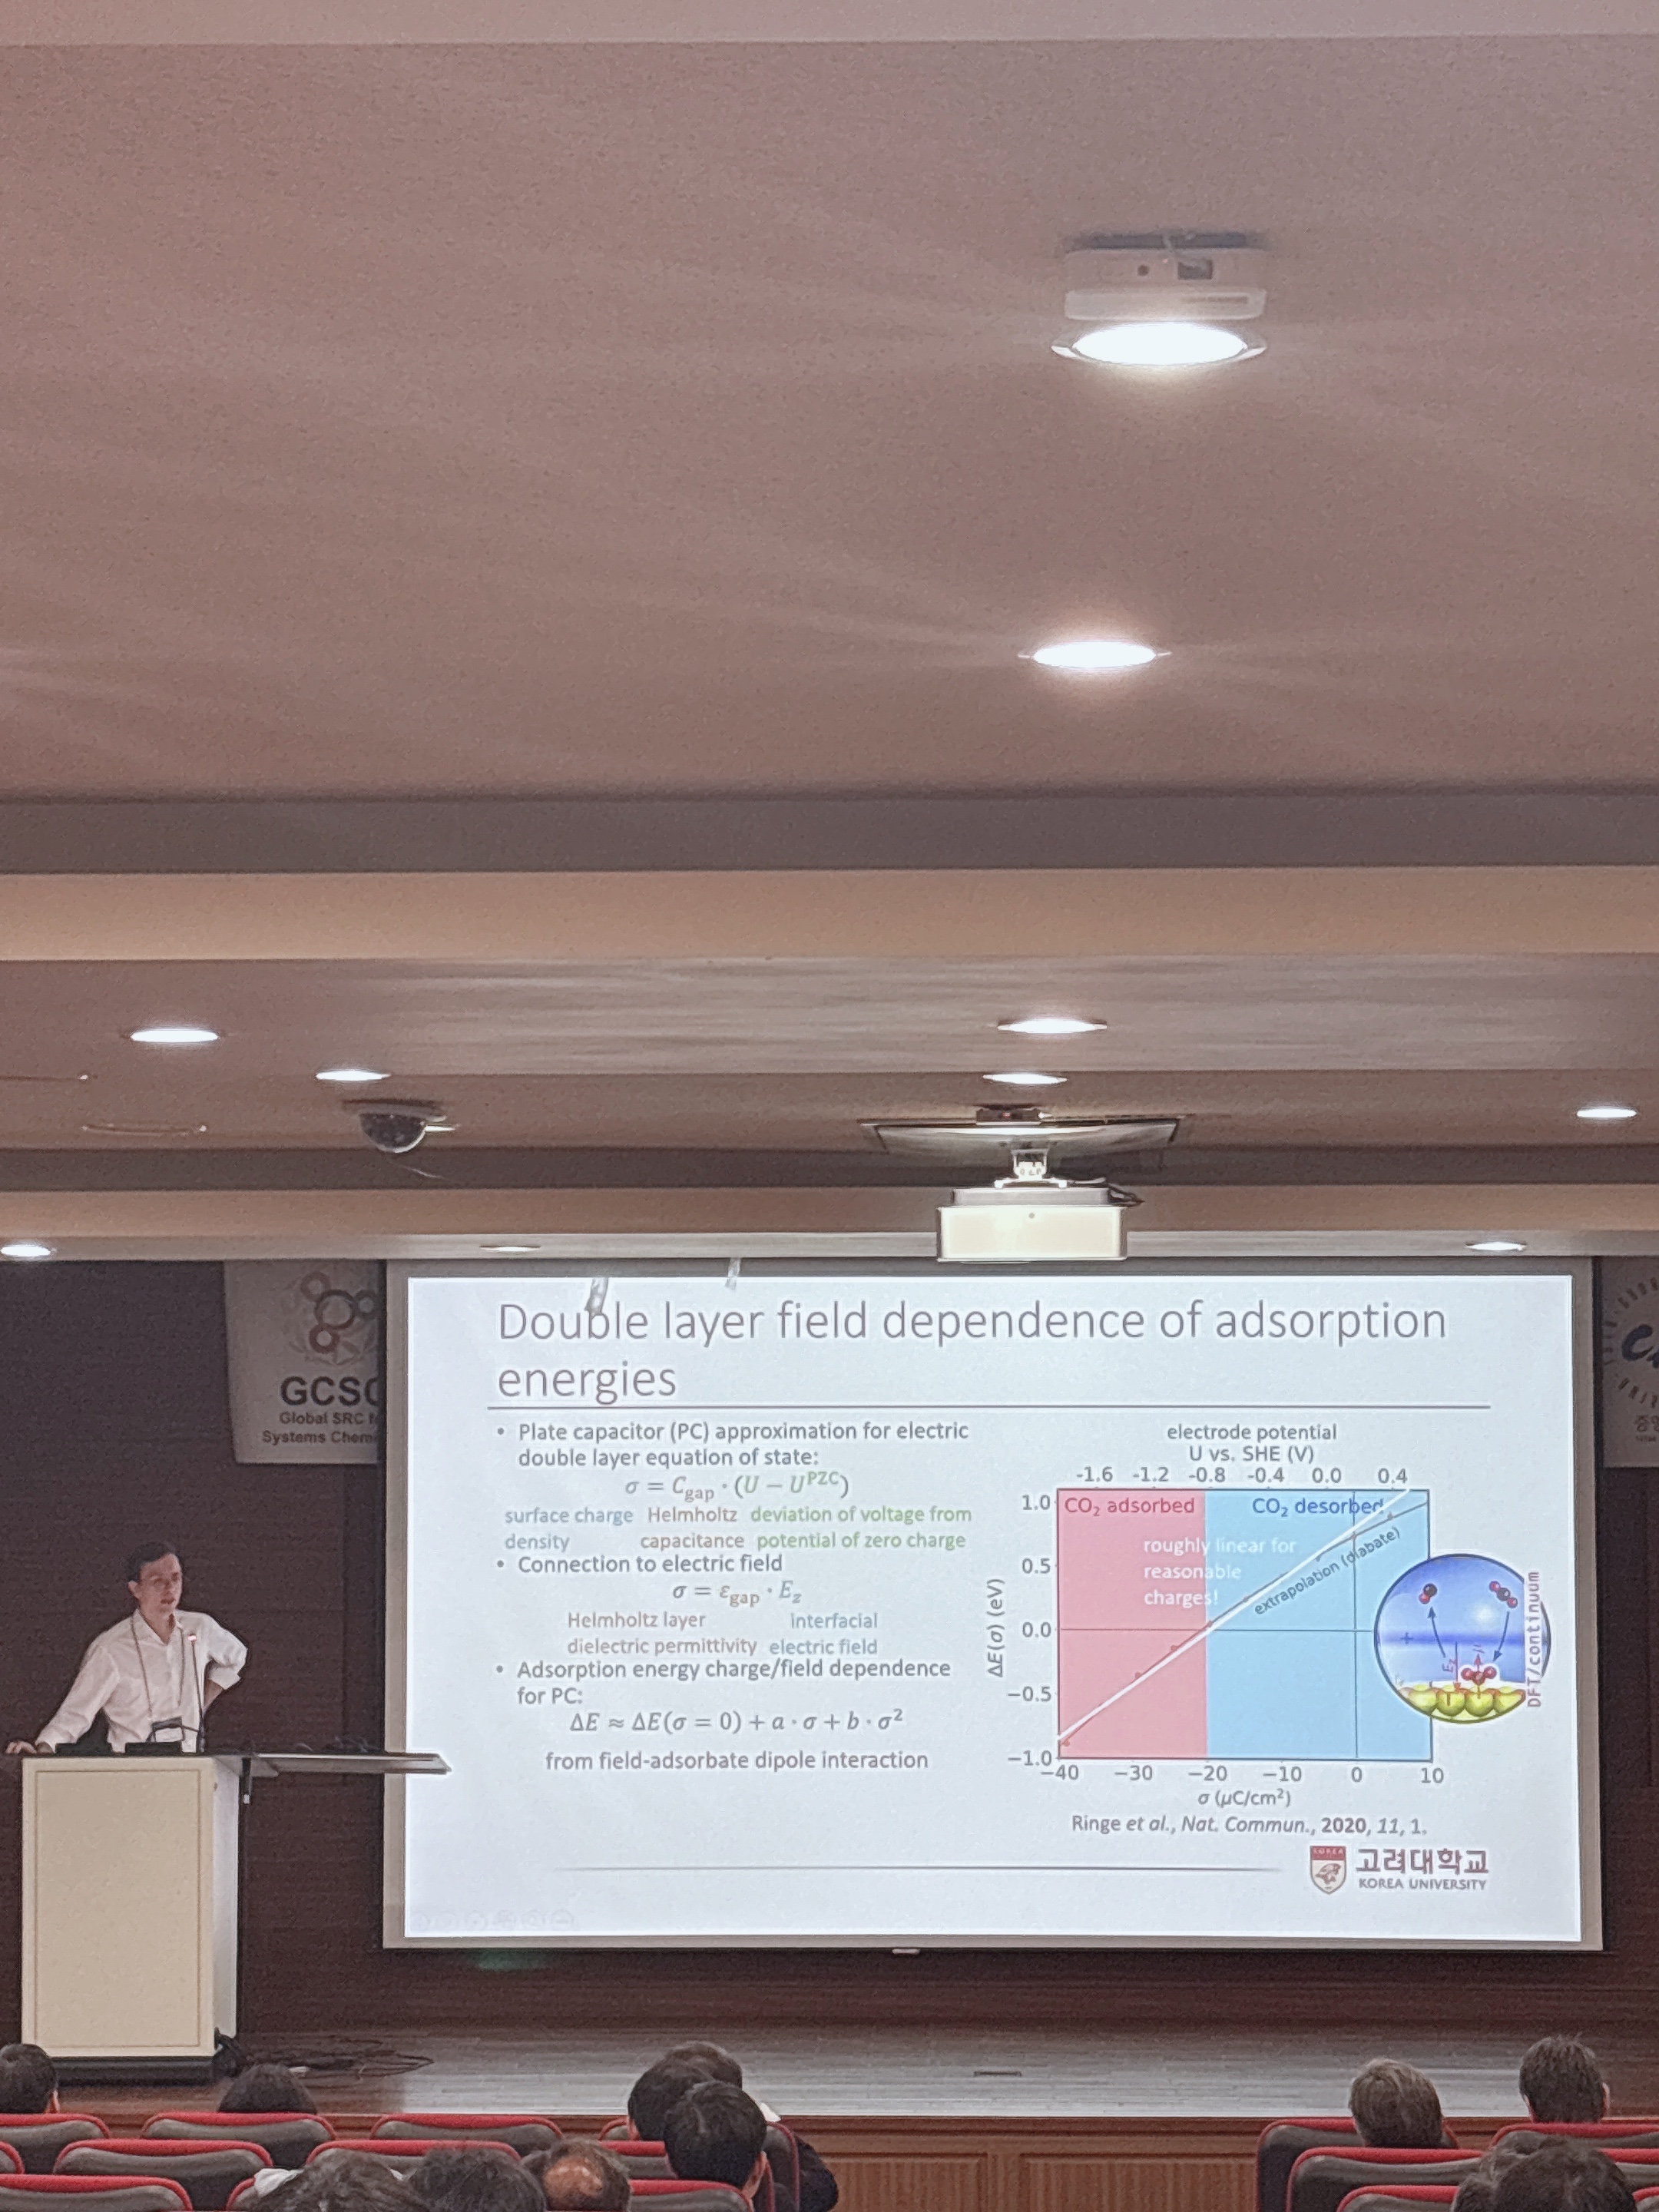 GCSC
Global SRC f
Systems Chem
Double layer field dependence of adsorption
energies
• Plate capacitor (PC) approximation for electric
double layer equation of state:
σ = C_gap · (U − U^PZC)
surface charge Helmholtz deviation of voltage from
density capacitance potential of zero charge
• Connection to electric field
σ = ε_gap · E_z
Helmholtz layer interfacial
dielectric permittivity electric field
• Adsorption energy charge/field dependence
for PC:
ΔE ≈ ΔE(σ = 0) + a · σ + b · σ²
from field-adsorbate dipole interaction
electrode potential
U vs. SHE (V)
-1.6 -1.2 -0.8 -0.4 0.0 0.4
CO₂ adsorbed CO₂ desorbed
roughly linear for
reasonable
charges!
extrapolation (diabate)
ΔE(σ) (eV)
1.0
0.5
0.0
−0.5
−1.0
−40 −30 −20 −10 0 10
σ (μC/cm²)
DFT/continuum
E_z
Ringe et al., Nat. Commun., 2020, 11, 1.
KOREA
고려대학교
KOREA UNIVERSITY